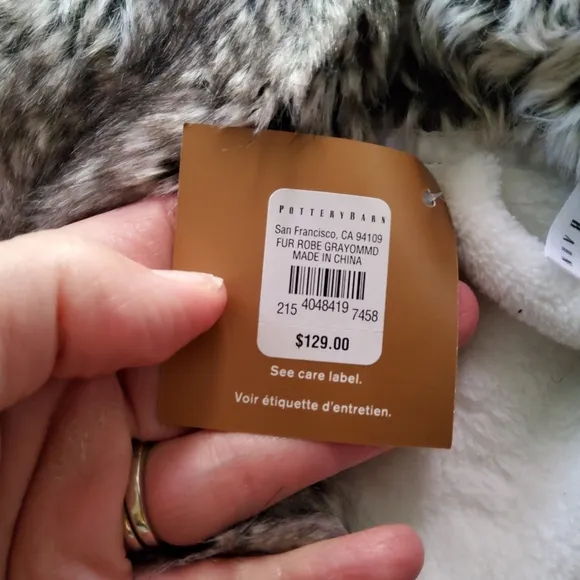 POTTERYBARN
San Francisco, CA 94109
FUR ROBE GRAYOMMD
MADE IN CHINA
215 4048419 7458
$129.00
See care label.
Voir étiquette d'entretien.